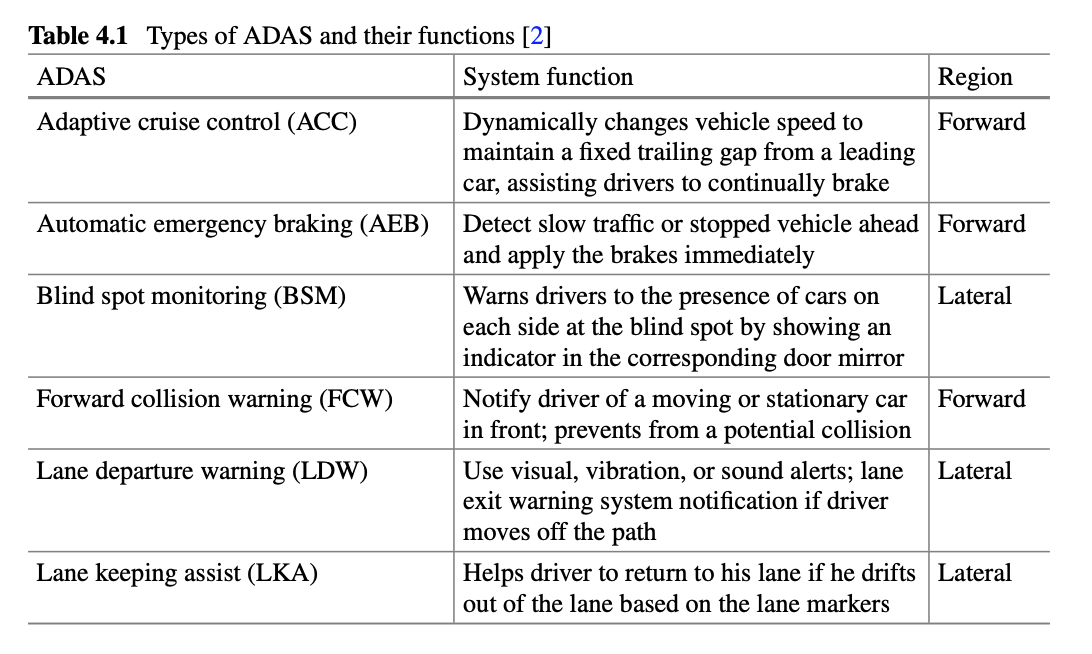 Table 4.1 Types of ADAS and their functions [2]
ADAS System function Region
Adaptive cruise control (ACC) Dynamically changes vehicle speed to Forward
maintain a fixed trailing gap from a leading
car, assisting drivers to continually brake
Automatic emergency braking (AEB) Detect slow traffic or stopped vehicle ahead Forward
and apply the brakes immediately
Blind spot monitoring (BSM) Warns drivers to the presence of cars on Lateral
each side at the blind spot by showing an
indicator in the corresponding door mirror
Forward collision warning (FCW) Notify driver of a moving or stationary car Forward
in front; prevents from a potential collision
Lane departure warning (LDW) Use visual, vibration, or sound alerts; lane Lateral
exit warning system notification if driver
moves off the path
Lane keeping assist (LKA) Helps driver to return to his lane if he drifts Lateral
out of the lane based on the lane markers